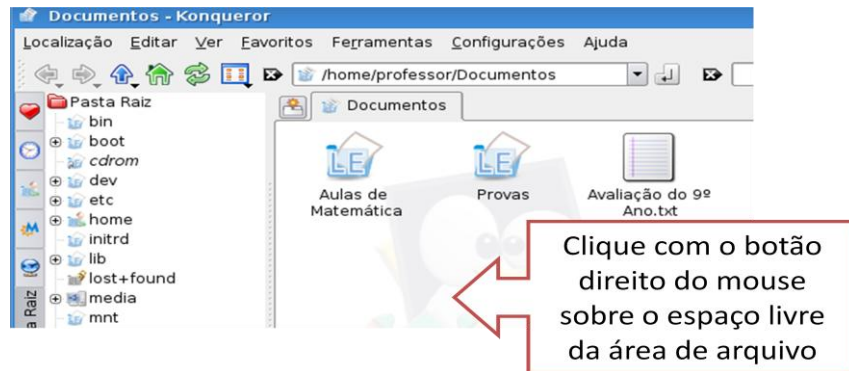 Documentos - Konqueror
Localização Editar Ver Favoritos Ferramentas Configurações Ajuda
/home/professor/Documentos
Pasta Raiz
bin
boot
cdrom
dev
etc
home
initrd
lib
lost+found
media
mnt
Documentos
LE
LE
Aulas de
Matemática
Provas
Avaliação do 9º
Ano.txt
Clique com o botão
direito do mouse
sobre o espaço livre
da área de arquivo